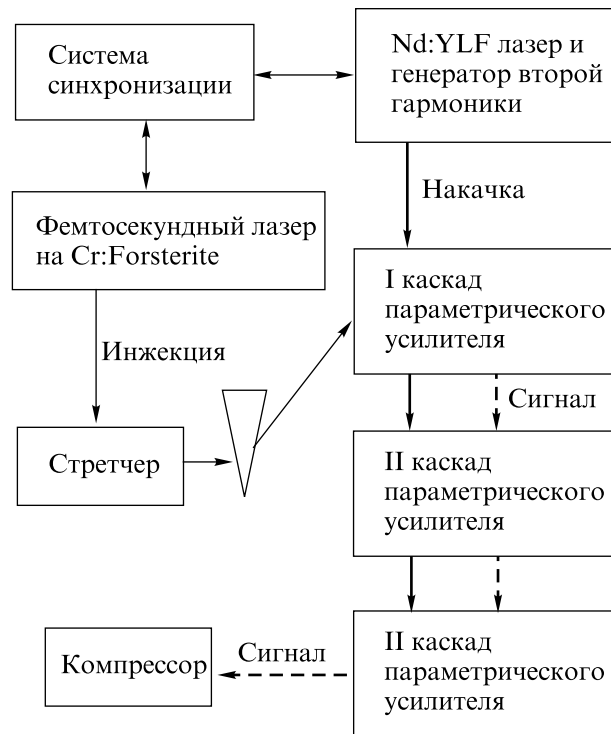 Система
синхронизации
Nd:YLF лазер и
генератор второй
гармоники
Накачка
Фемтосекундный лазер
на Cr:Forsterite
I каскад
параметрического
усилителя
Инжекция
Сигнал
Стретчер
II каскад
параметрического
усилителя
II каскад
параметрического
усилителя
Сигнал
Компрессор